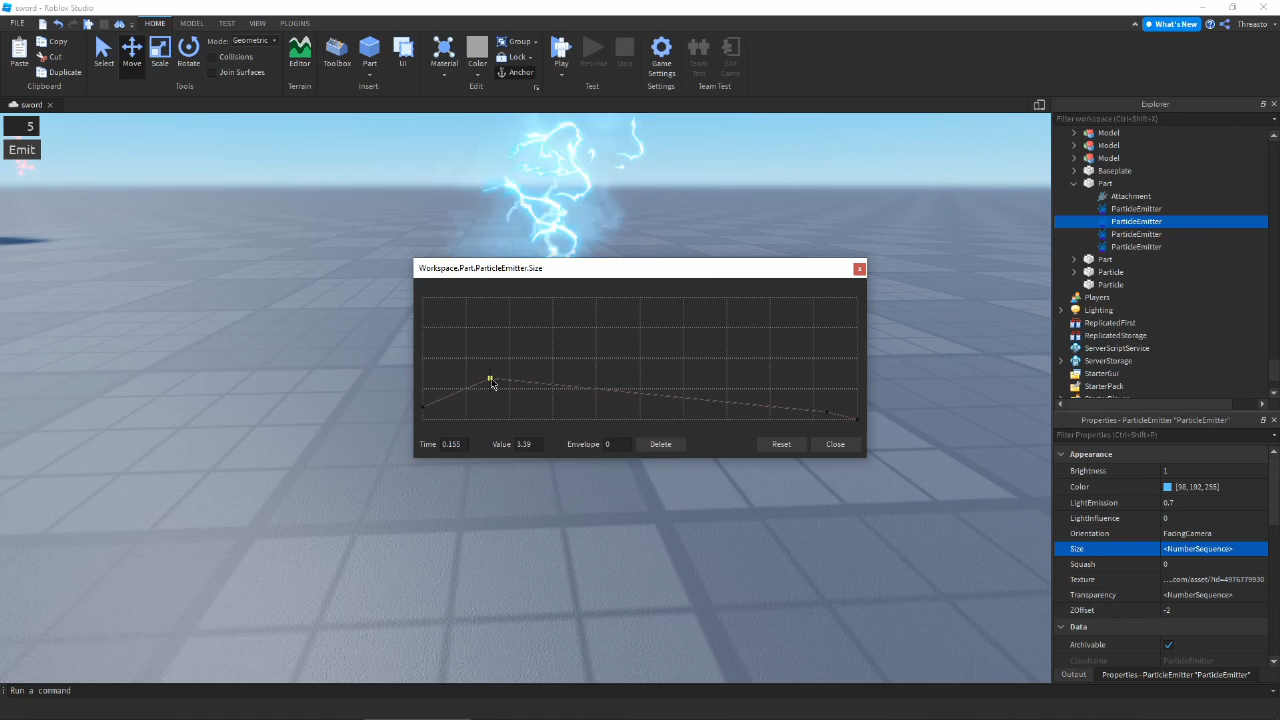 sword - Roblox Studio
FILE HOME MODEL TEST VIEW PLUGINS What's New Threasto
Paste Copy Cut Duplicate Clipboard
Select Move Scale Rotate Mode: Geometric Collisions Join Surfaces Tools
Editor Terrain
Toolbox Part UI Insert
Material Color Group Lock Anchor Edit
Play Resume Stop Test
Game Settings Settings
Team Test Exit Game Team Test
sword
5
Emit
Workspace.Part.ParticleEmitter.Size
Time 0.155 Value 3.39 Envelope 0 Delete Reset Close
Explorer
Filter workspace (Ctrl+Shift+X)
Model
Model
Model
Baseplate
Part
Attachment
ParticleEmitter
ParticleEmitter
ParticleEmitter
ParticleEmitter
Part
Particle
Particle
Players
Lighting
ReplicatedFirst
ReplicatedStorage
ServerScriptService
ServerStorage
StarterGui
StarterPack
Properties - ParticleEmitter "ParticleEmitter"
Filter Properties (Ctrl+Shift+P)
Appearance
Brightness 1
Color [98, 192, 255]
LightEmission 0.7
LightInfluence 0
Orientation FacingCamera
Size <NumberSequence>
Squash 0
Texture ....com/asset/?id=4976779930
Transparency <NumberSequence>
ZOffset -2
Data
Archivable
ClassName ParticleEmitter
Output Properties - ParticleEmitter "ParticleEmitter"
Run a command